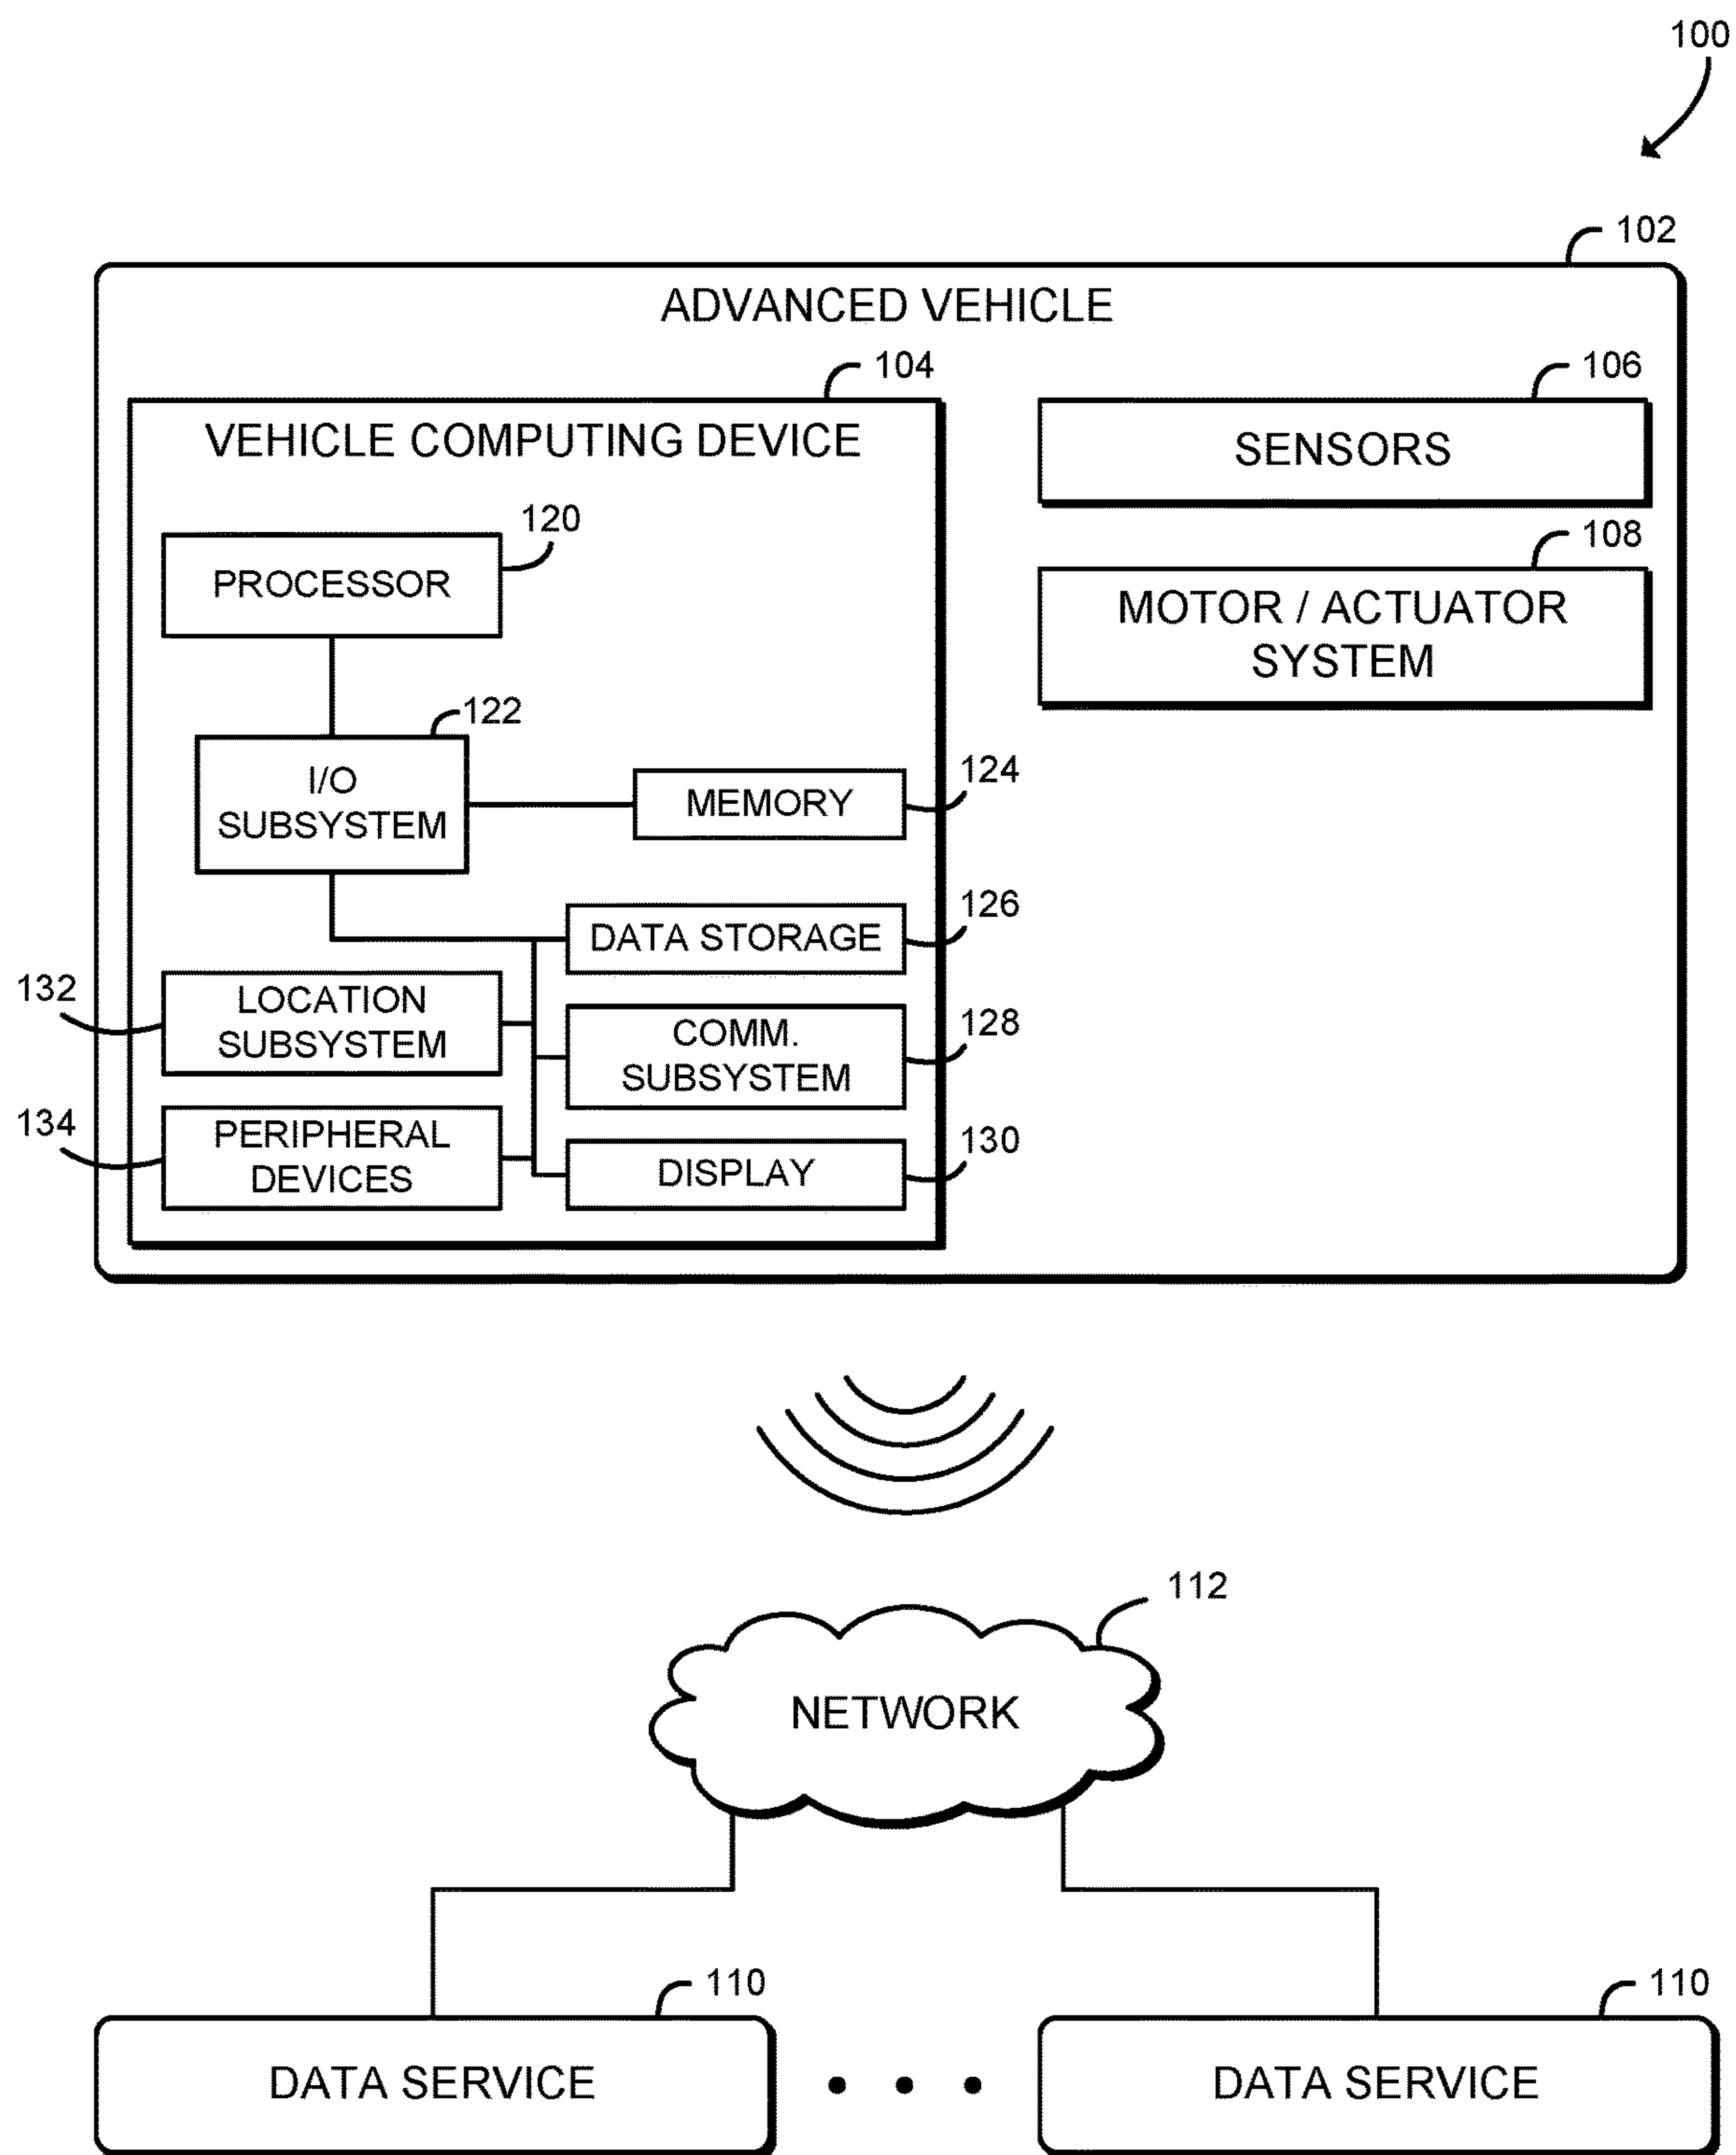 100
102
ADVANCED VEHICLE
104
106
VEHICLE COMPUTING DEVICE
SENSORS
120
PROCESSOR
108
MOTOR / ACTUATOR
SYSTEM
122
I/O
SUBSYSTEM
124
MEMORY
126
DATA STORAGE
132
LOCATION
SUBSYSTEM
128
COMM.
SUBSYSTEM
134
PERIPHERAL
DEVICES
130
DISPLAY
112
NETWORK
110
DATA SERVICE
110
DATA SERVICE